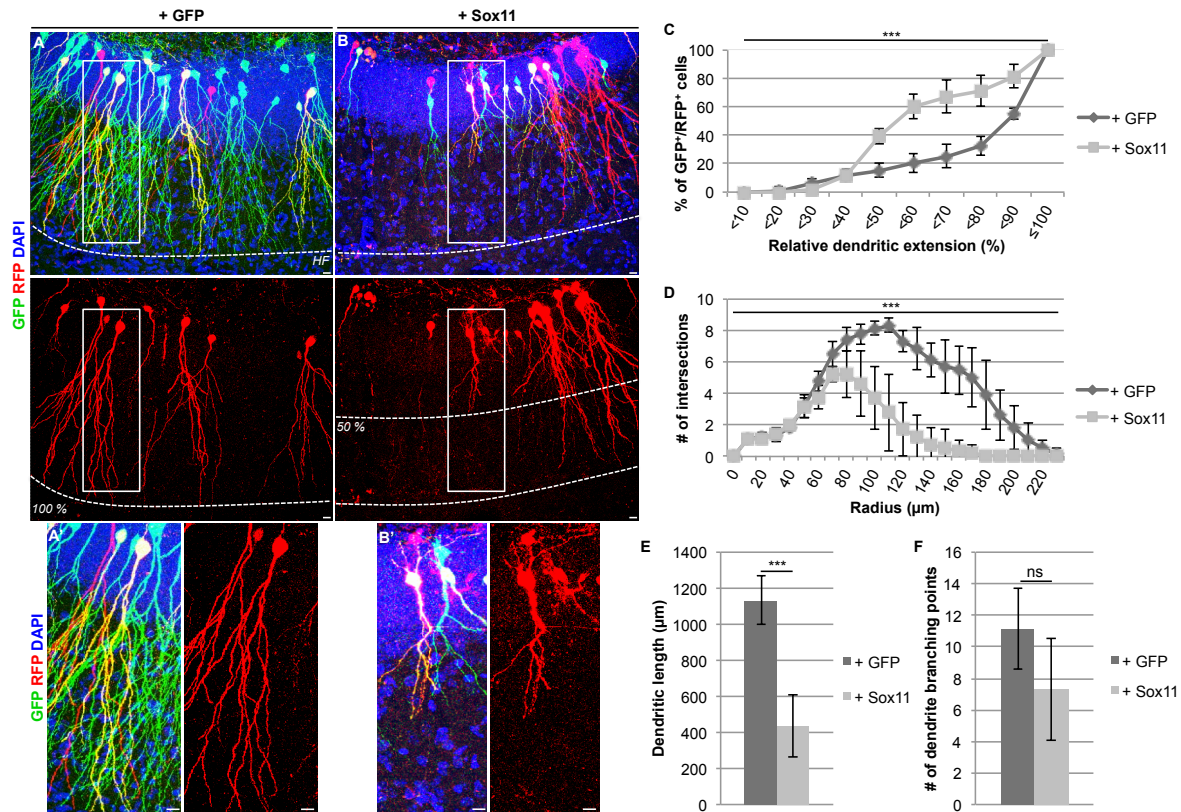 + GFP
+ Sox11
A
B
HF
GFP RFP DAPI
50 %
100 %
A'
B'
GFP RFP DAPI
C
***
% of GFP+/RFP+ cells
100
80
60
40
20
0
<10
<20
<30
<40
<50
<60
<70
<80
<90
≤100
Relative dendritic extension (%)
+ GFP
+ Sox11
D
***
# of intersections
10
8
6
4
2
0
0
20
40
60
80
100
120
140
160
180
200
220
Radius (µm)
+ GFP
+ Sox11
E
***
Dendritic length (µm)
1400
1200
1000
800
600
400
200
0
+ GFP
+ Sox11
F
ns
# of dendrite branching points
16
14
12
10
8
6
4
2
0
+ GFP
+ Sox11